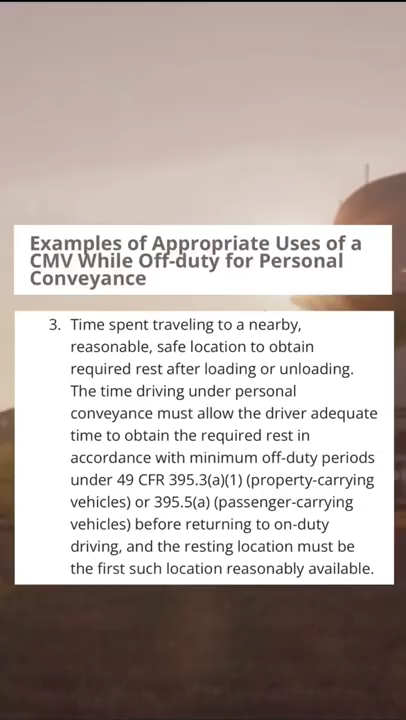 Examples of Appropriate Uses of a
CMV While Off-duty for Personal
Conveyance
3. Time spent traveling to a nearby,
reasonable, safe location to obtain
required rest after loading or unloading.
The time driving under personal
conveyance must allow the driver adequate
time to obtain the required rest in
accordance with minimum off-duty periods
under 49 CFR 395.3(a)(1) (property-carrying
vehicles) or 395.5(a) (passenger-carrying
vehicles) before returning to on-duty
driving, and the resting location must be
the first such location reasonably available.